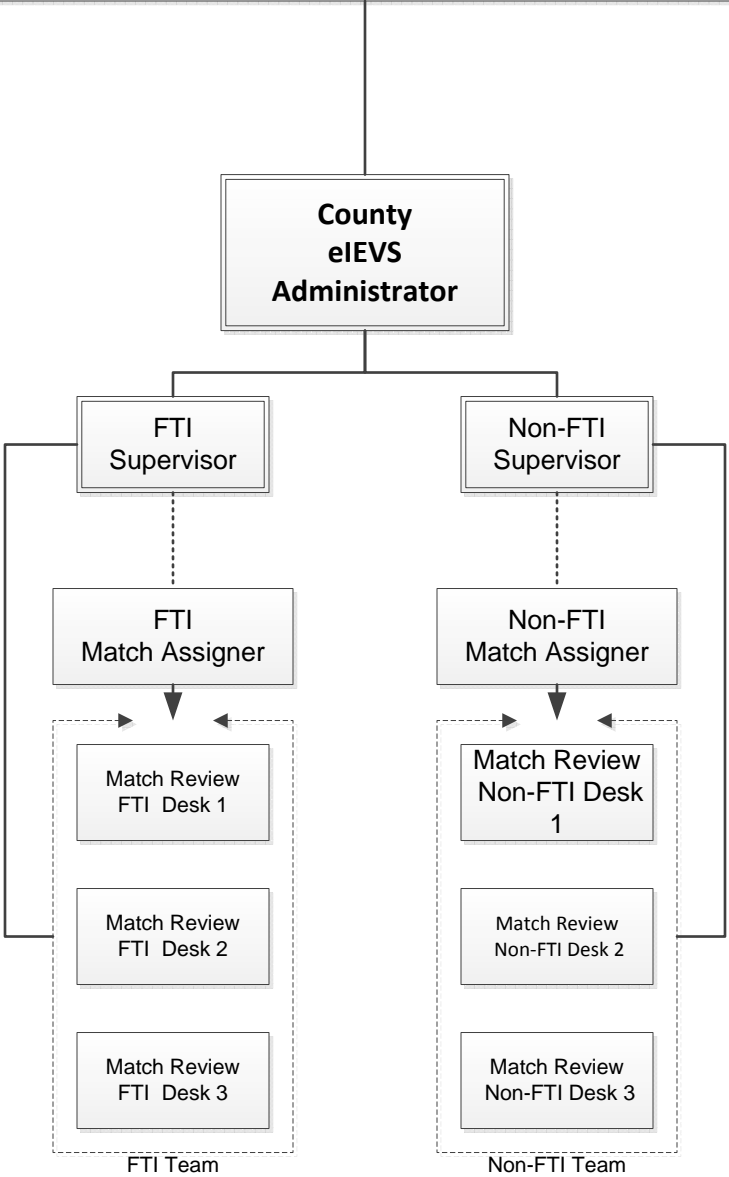 County
eIEVS
Administrator
FTI
Supervisor
Non-FTI
Supervisor
FTI
Match Assigner
Non-FTI
Match Assigner
Match Review
FTI Desk 1
Match Review
FTI Desk 2
Match Review
FTI Desk 3
FTI Team
Match Review
Non-FTI Desk
1
Match Review
Non-FTI Desk 2
Match Review
Non-FTI Desk 3
Non-FTI Team